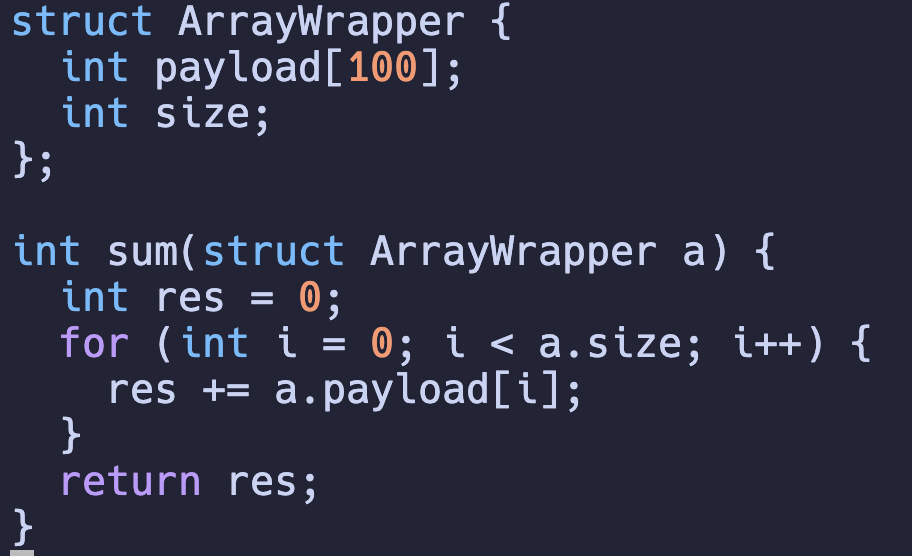 struct ArrayWrapper {
  int payload[100];
  int size;
};

int sum(struct ArrayWrapper a) {
  int res = 0;
  for (int i = 0; i < a.size; i++) {
    res += a.payload[i];
  }
  return res;
}